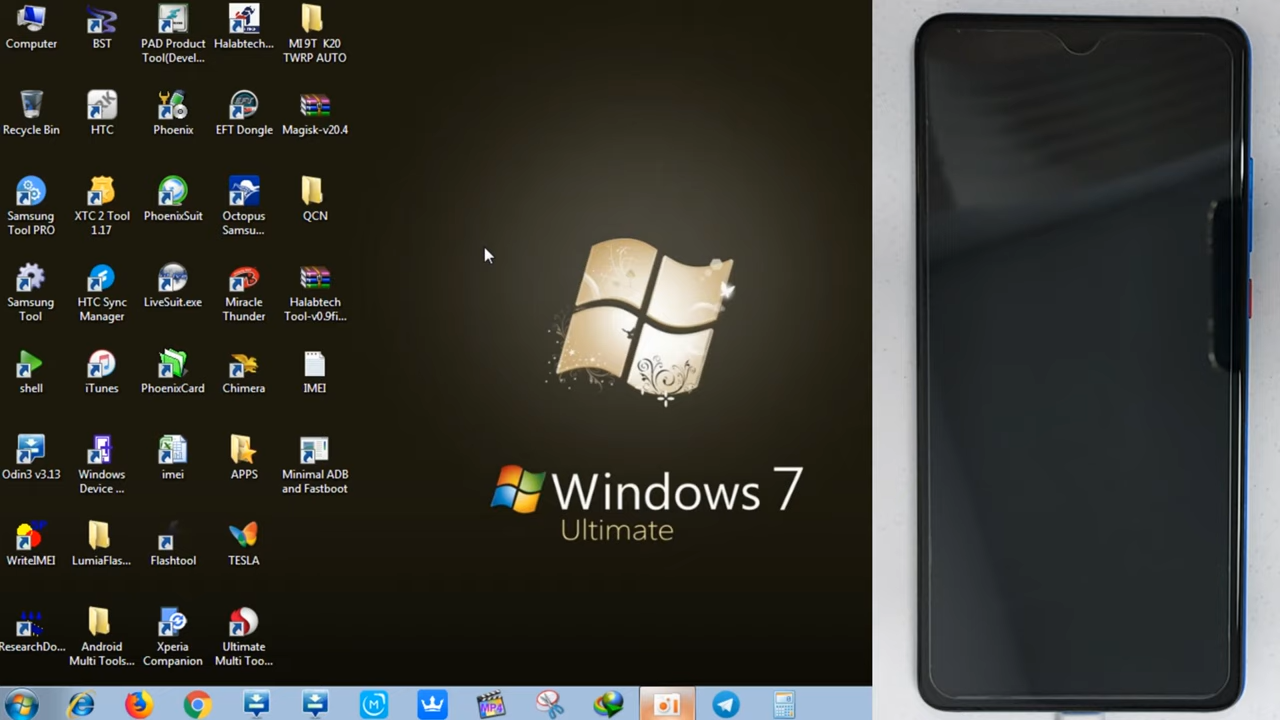 Computer
BST
PAD Product
Tool(Devel...
Halabtech...
MI 9T K20
TWRP AUTO
Recycle Bin
HTC
Phoenix
EFT Dongle
Magisk-v20.4
Samsung
Tool PRO
XTC 2 Tool
1.17
PhoenixSuit
Octopus
Samsu...
QCN
Samsung
Tool
HTC Sync
Manager
LiveSuit.exe
Miracle
Thunder
Halabtech
Tool-v0.9fi...
shell
iTunes
PhoenixCard
Chimera
IMEI
Odin3 v3.13
Windows
Device ...
imei
APPS
Minimal ADB
and Fastboot
WriteIMEI
LumiaFlas...
Flashtool
TESLA
ResearchDo...
Android
Multi Tools...
Xperia
Companion
Ultimate
Multi Too...
Windows 7
Ultimate
MP4